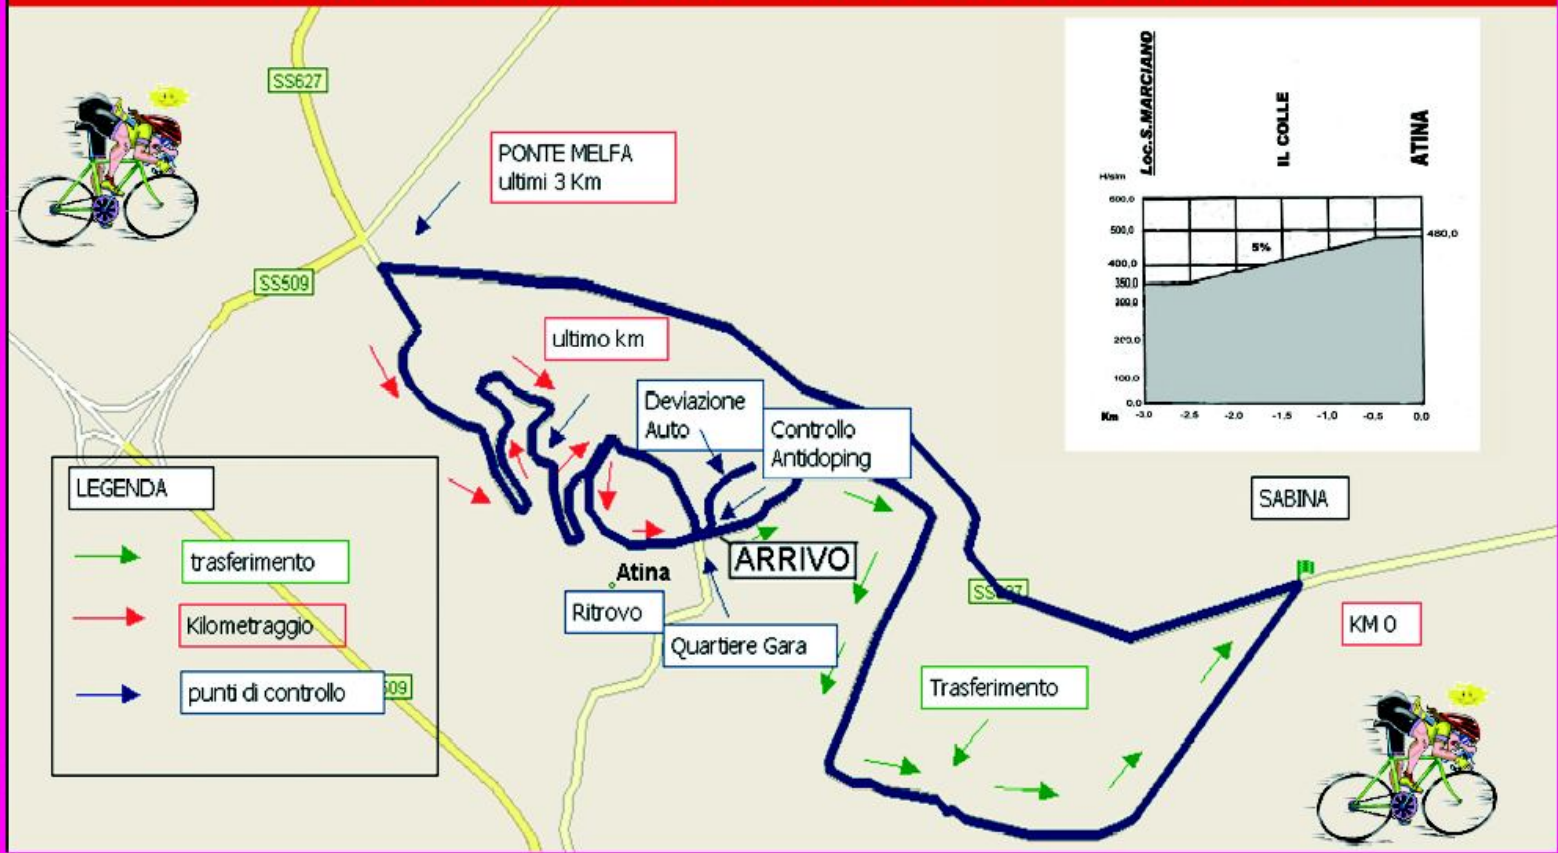 SS627
PONTE MELFA
ultimi 3 Km
SS509
ultimo km
Deviazione
Auto
Controllo
Antidoping
LOC.S.MARCIANO
IL COLLE
ATINA
H/slm
600,0
500,0
400,0
350,0
300,0
200,0
100,0
0,0
5%
480,0
Km
-3,0
-2,5
-2,0
-1,5
-1,0
-0,5
0,0
LEGENDA
trasferimento
Kilometraggio
punti di controllo
509
SABINA
ARRIVO
Atina
Ritrovo
Quartiere Gara
KM 0
Trasferimento